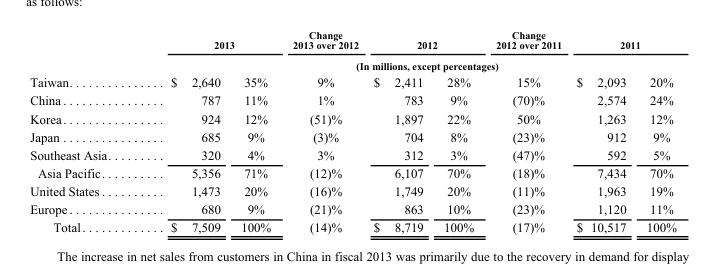 as follows:
Change Change
2013 2013 over 2012 2012 2012 over 2011 2011
(In millions, except percentages)
Taiwan............... $ 2,640 35% 9% $ 2,411 28% 15% $ 2,093 20%
China................ 787 11% 1% 783 9% (70)% 2,574 24%
Korea................ 924 12% (51)% 1,897 22% 50% 1,263 12%
Japan ............... 685 9% (3)% 704 8% (23)% 912 9%
Southeast Asia......... 320 4% 3% 312 3% (47)% 592 5%
Asia Pacific.......... 5,356 71% (12)% 6,107 70% (18)% 7,434 70%
United States.......... 1,473 20% (16)% 1,749 20% (11)% 1,963 19%
Europe............... 680 9% (21)% 863 10% (23)% 1,120 11%
Total............. $ 7,509 100% (14)% $ 8,719 100% (17)% $ 10,517 100%
The increase in net sales from customers in China in fiscal 2013 was primarily due to the recovery in demand for display